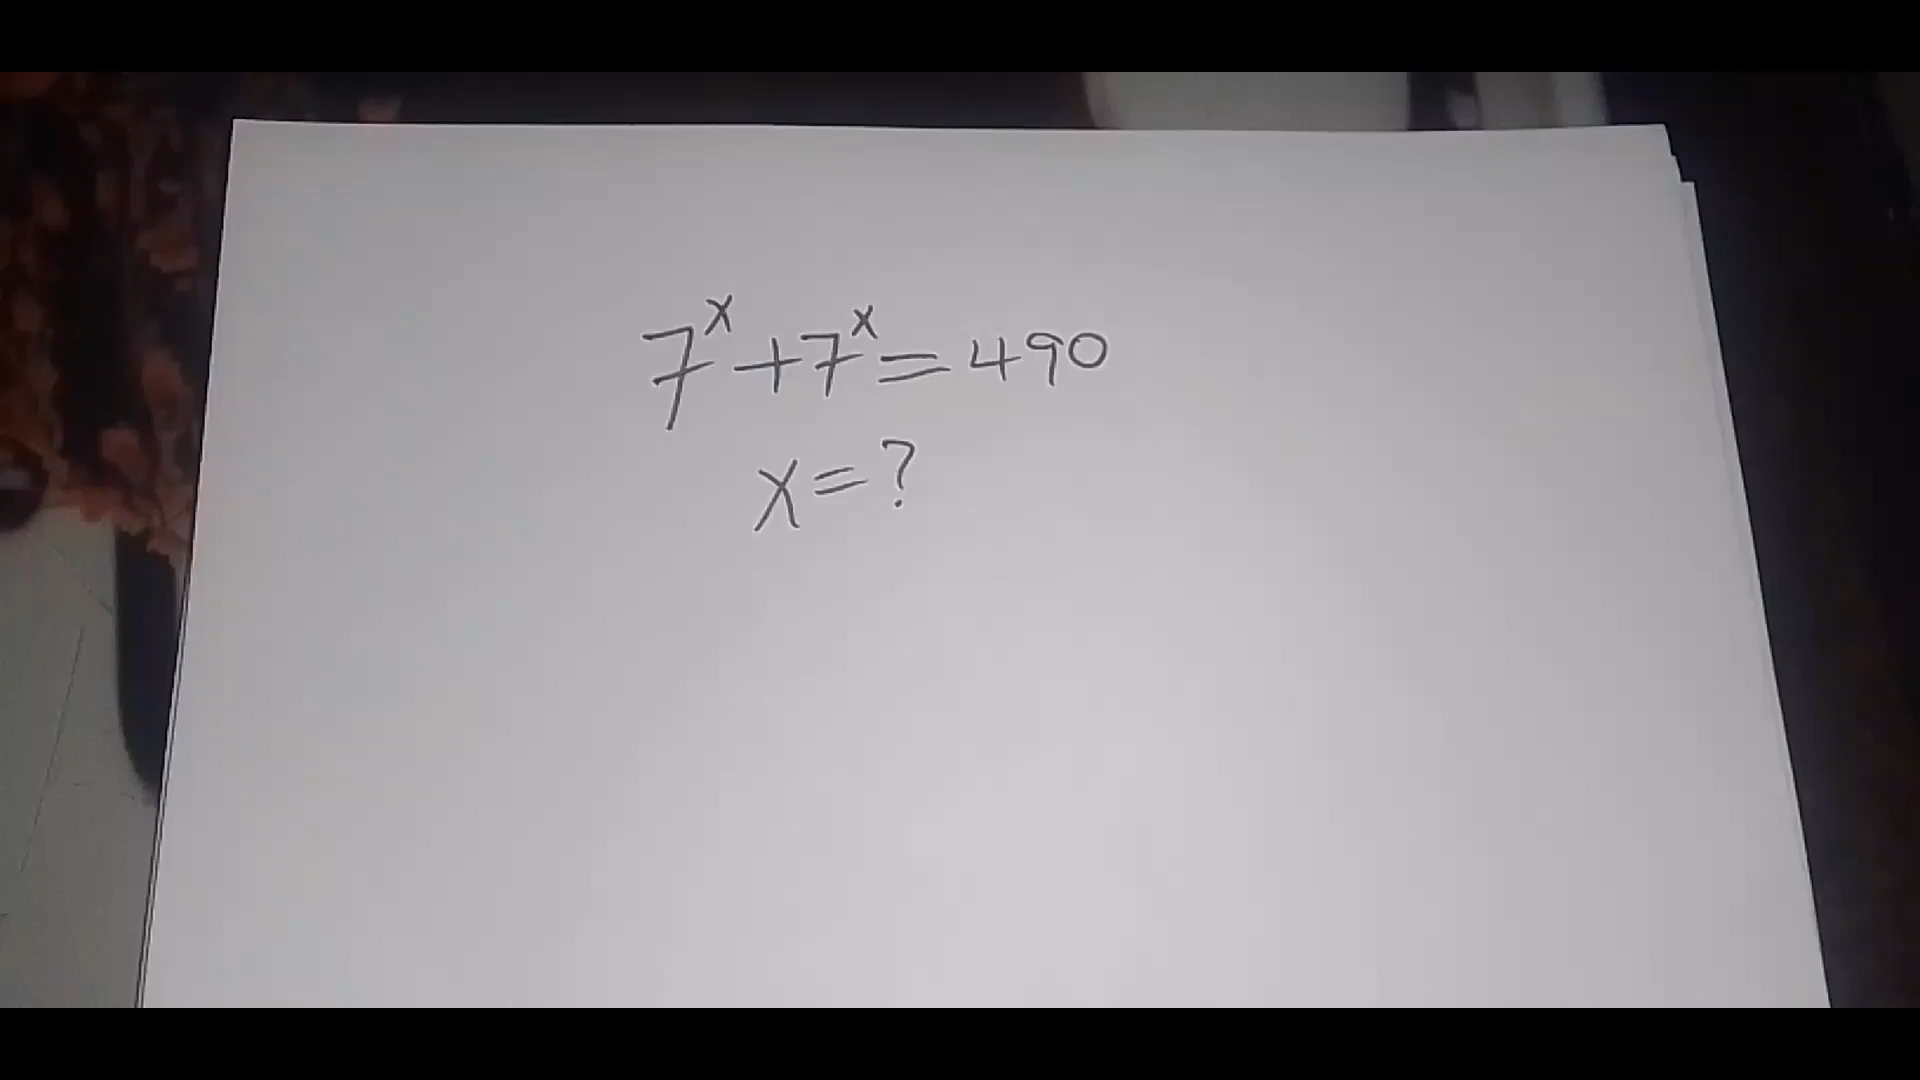 7^x + 7^x = 490
x = ?